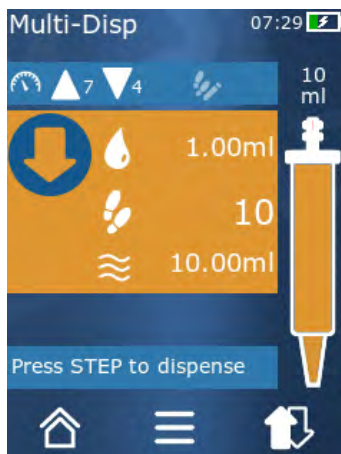 Multi-Disp 07:29
7 4
10
ml
1.00ml
10
10.00ml
Press STEP to dispense